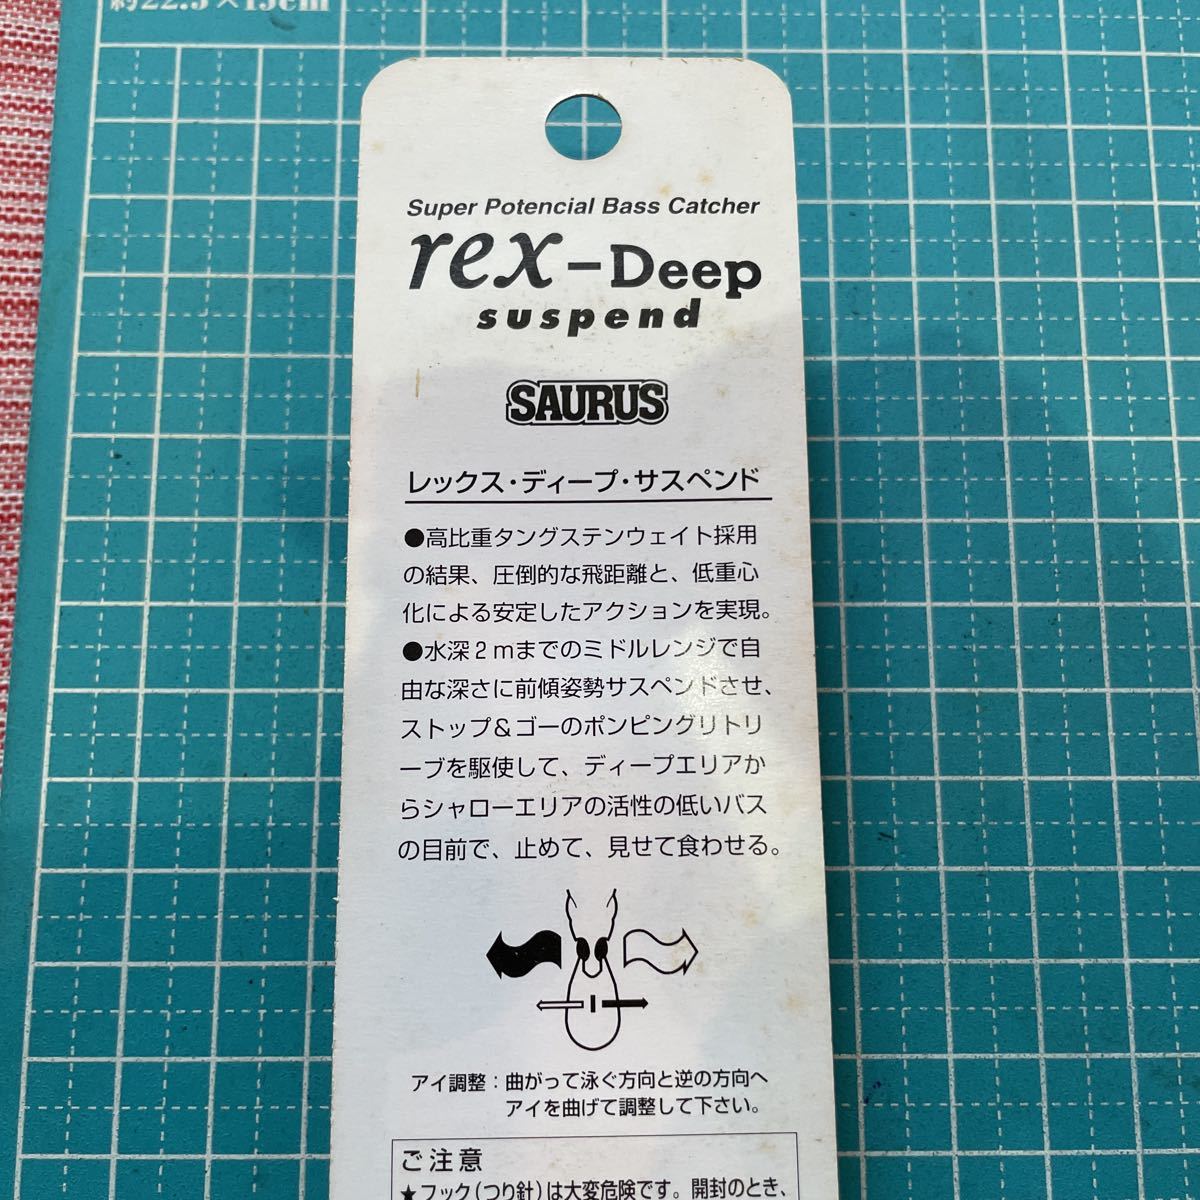 約22.5×15cm
Super Potencial Bass Catcher
rex-Deep
suspend
SAURUS
レックス・ディープ・サスペンド
●高比重タングステンウェイト採用
の結果、圧倒的な飛距離と、低重心
化による安定したアクションを実現。
●水深2mまでのミドルレンジで自
由な深さに前傾姿勢サスペンドさせ、
ストップ&ゴーのポンピングリトリ
ーブを駆使して、ディープエリアか
らシャローエリアの活性の低いバス
の目前で、止めて、見せて食わせる。
アイ調整:曲がって泳ぐ方向と逆の方向へ
アイを曲げて調整して下さい。
ご注意
★フック(つり針)は大変危険です。開封のとき、